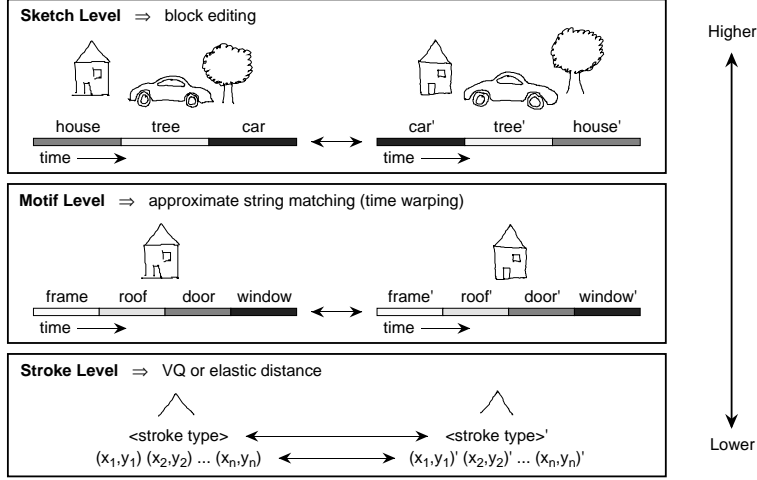 Sketch Level ⇒ block editing
Higher
house tree car
car' tree' house'
time
time
Motif Level ⇒ approximate string matching (time warping)
frame roof door window
frame' roof' door' window'
time
time
Stroke Level ⇒ VQ or elastic distance
<stroke type>
<stroke type>'
(x₁,y₁) (x₂,y₂) ... (xₙ,yₙ)
(x₁,y₁)' (x₂,y₂)' ... (xₙ,yₙ)'
Lower